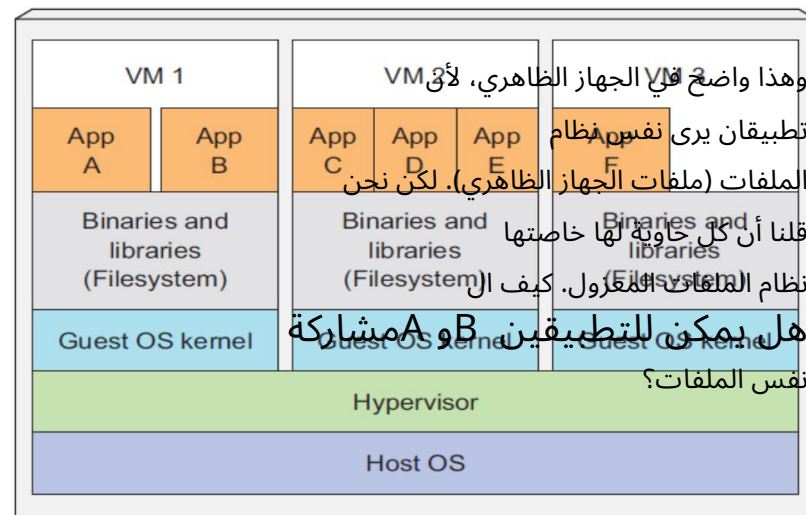 VM 1
VM 2
VM 3
App A
App B
App C
App D
App E
App F
Binaries and libraries (Filesystem)
Binaries and libraries (Filesystem)
Binaries and libraries (Filesystem)
Guest OS kernel
Guest OS kernel
Guest OS kernel
Hypervisor
Host OS
وهذا واضح في الجهاز الظاهري، لأن
تطبيقان يرى نفس نظام
الملفات (ملفات الجهاز الظاهري). لكن نحن
قلنا أن كل حاوية لها خاصتها
نظام الملفات المعزول. كيف ال
هل يمكن للتطبيقين Aو B مشاركة
نفس الملفات؟